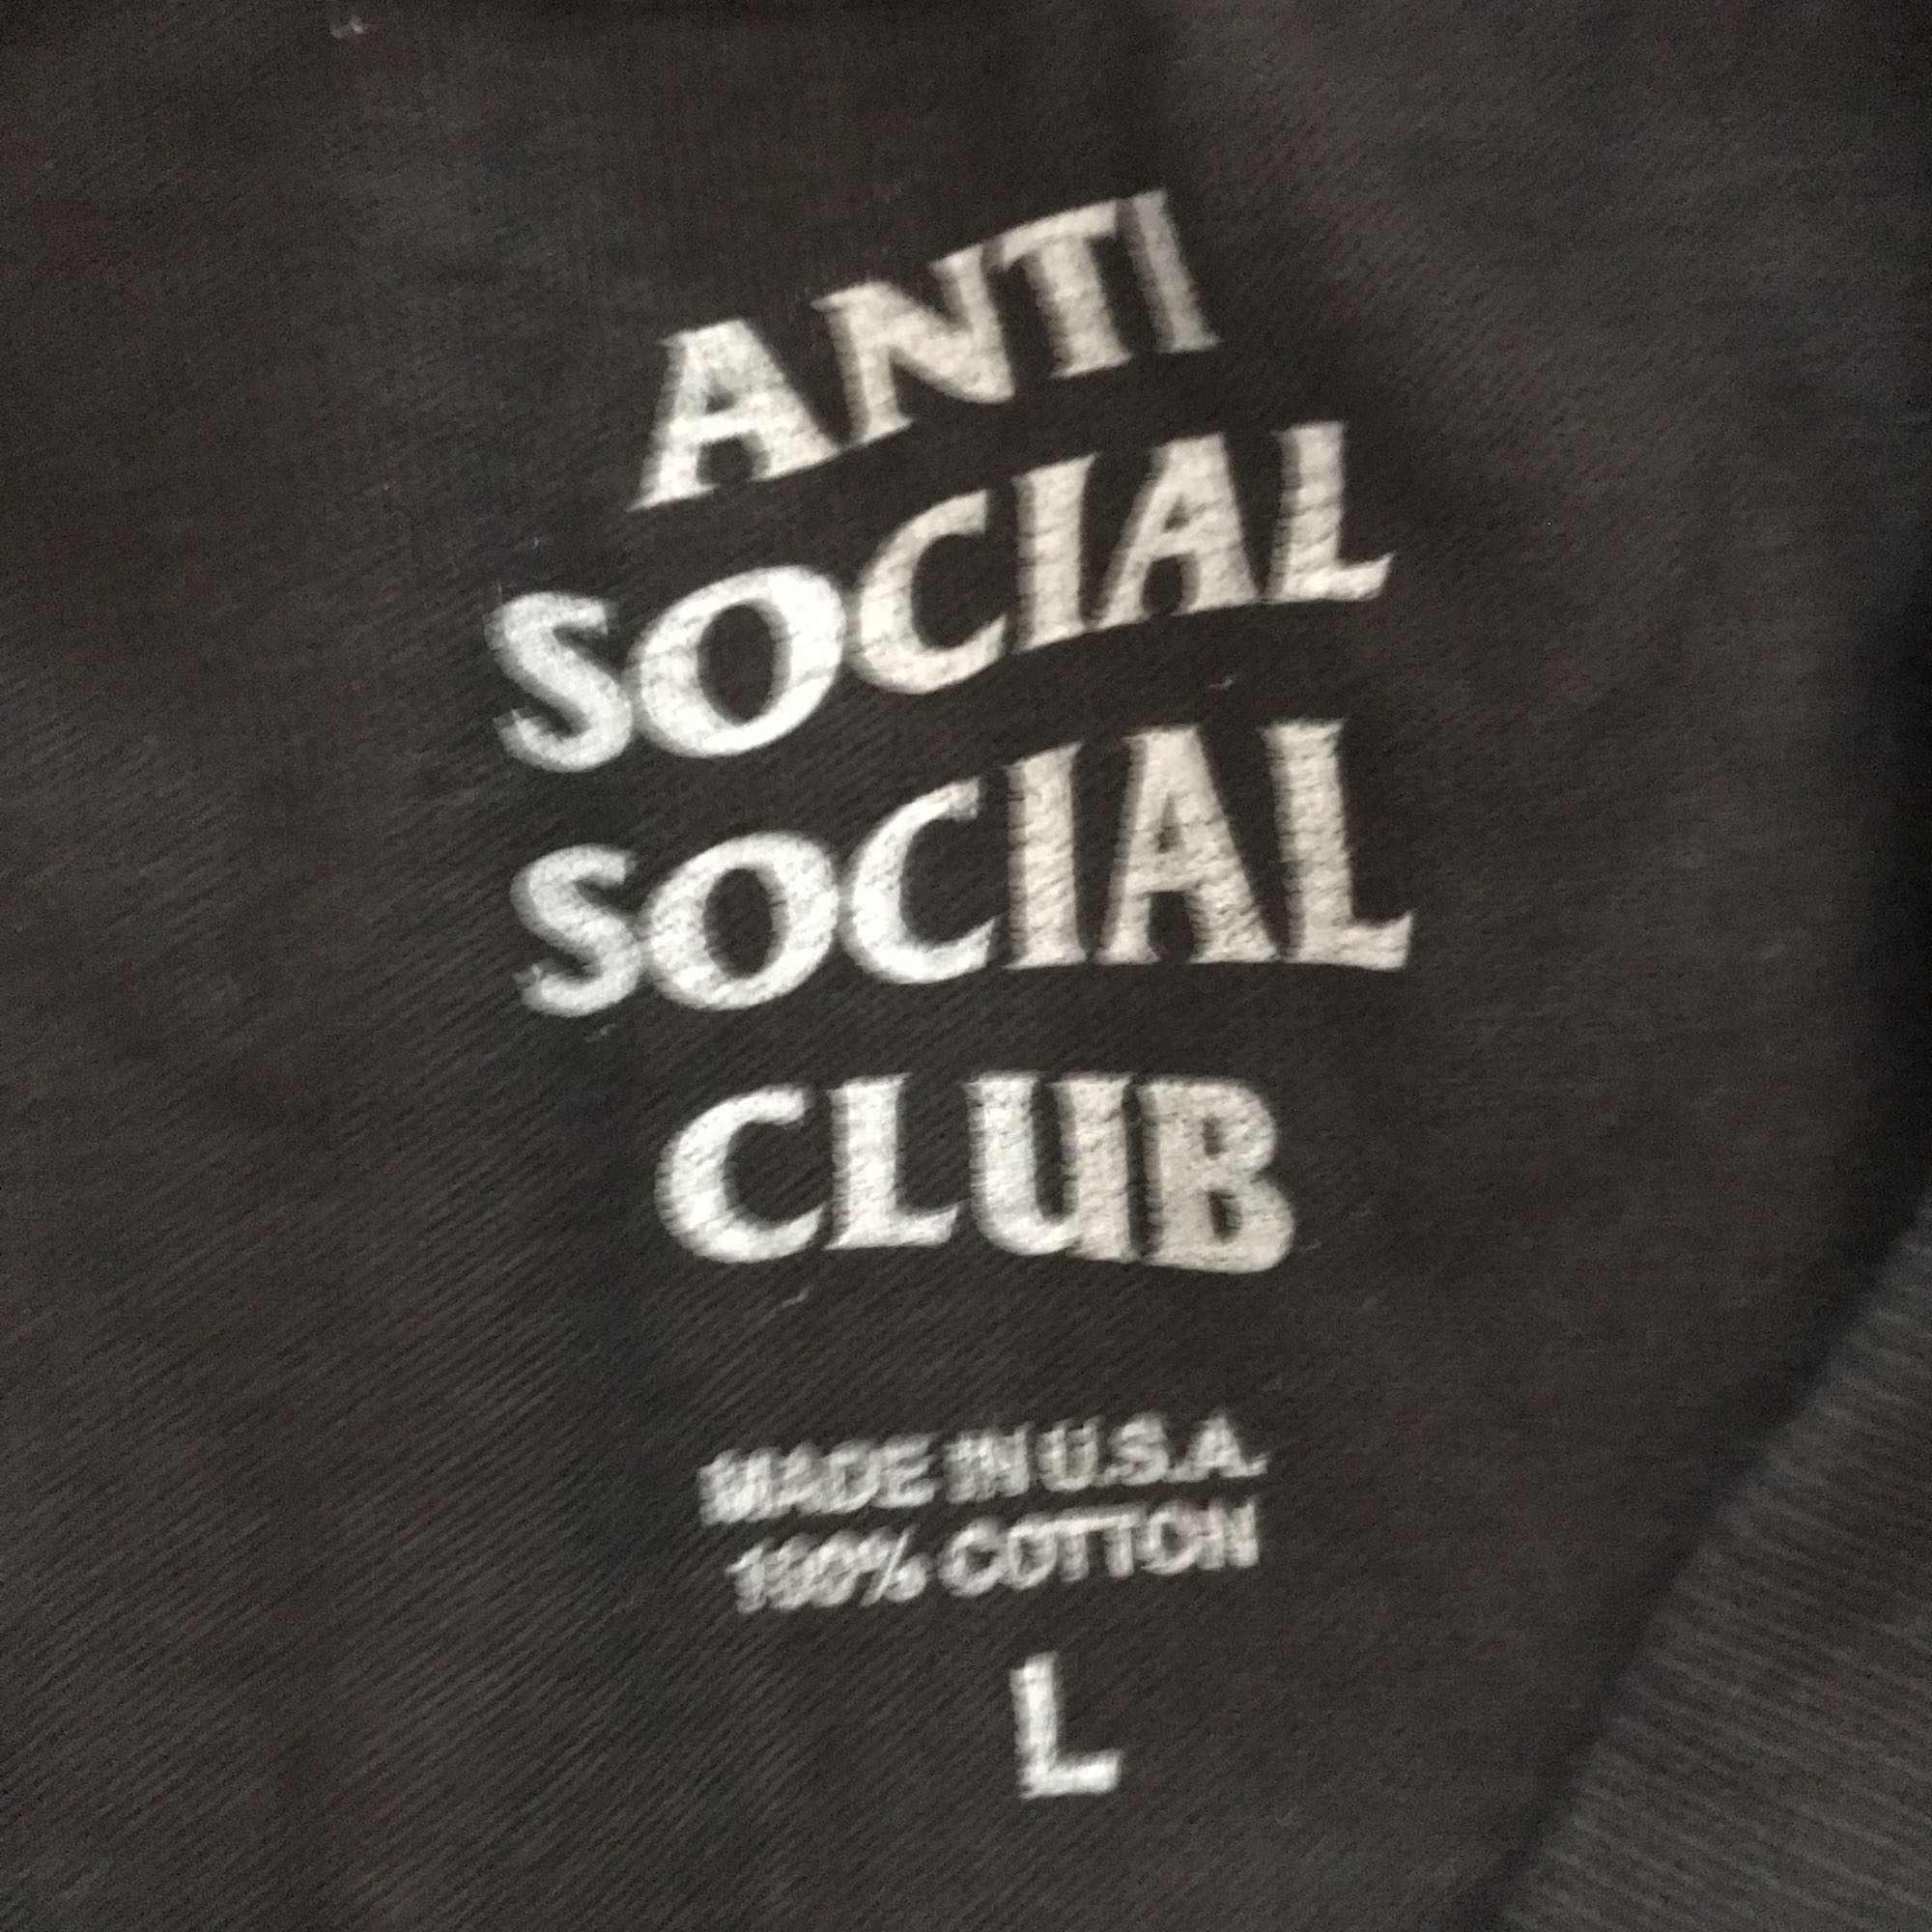 ANTI
SOCIAL
SOCIAL
CLUB
MADE IN U.S.A.
100% COTTON
L